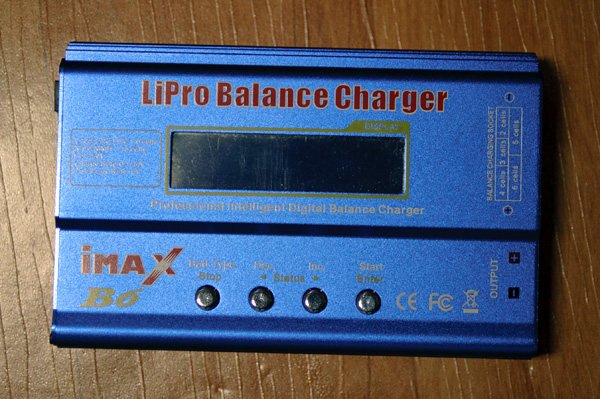 LiPro Balance Charger
DISPLAY
Professional Intelligent Digital Balance Charger
BALANCE CHARGING SOCKET
2 cells
3 cells
4 cells
5 cells
6 cells
iMAX
B6
Batt. Type
Stop
Dec.
Inc.
Status
Start
Enter
CE FC
OUTPUT
+
-